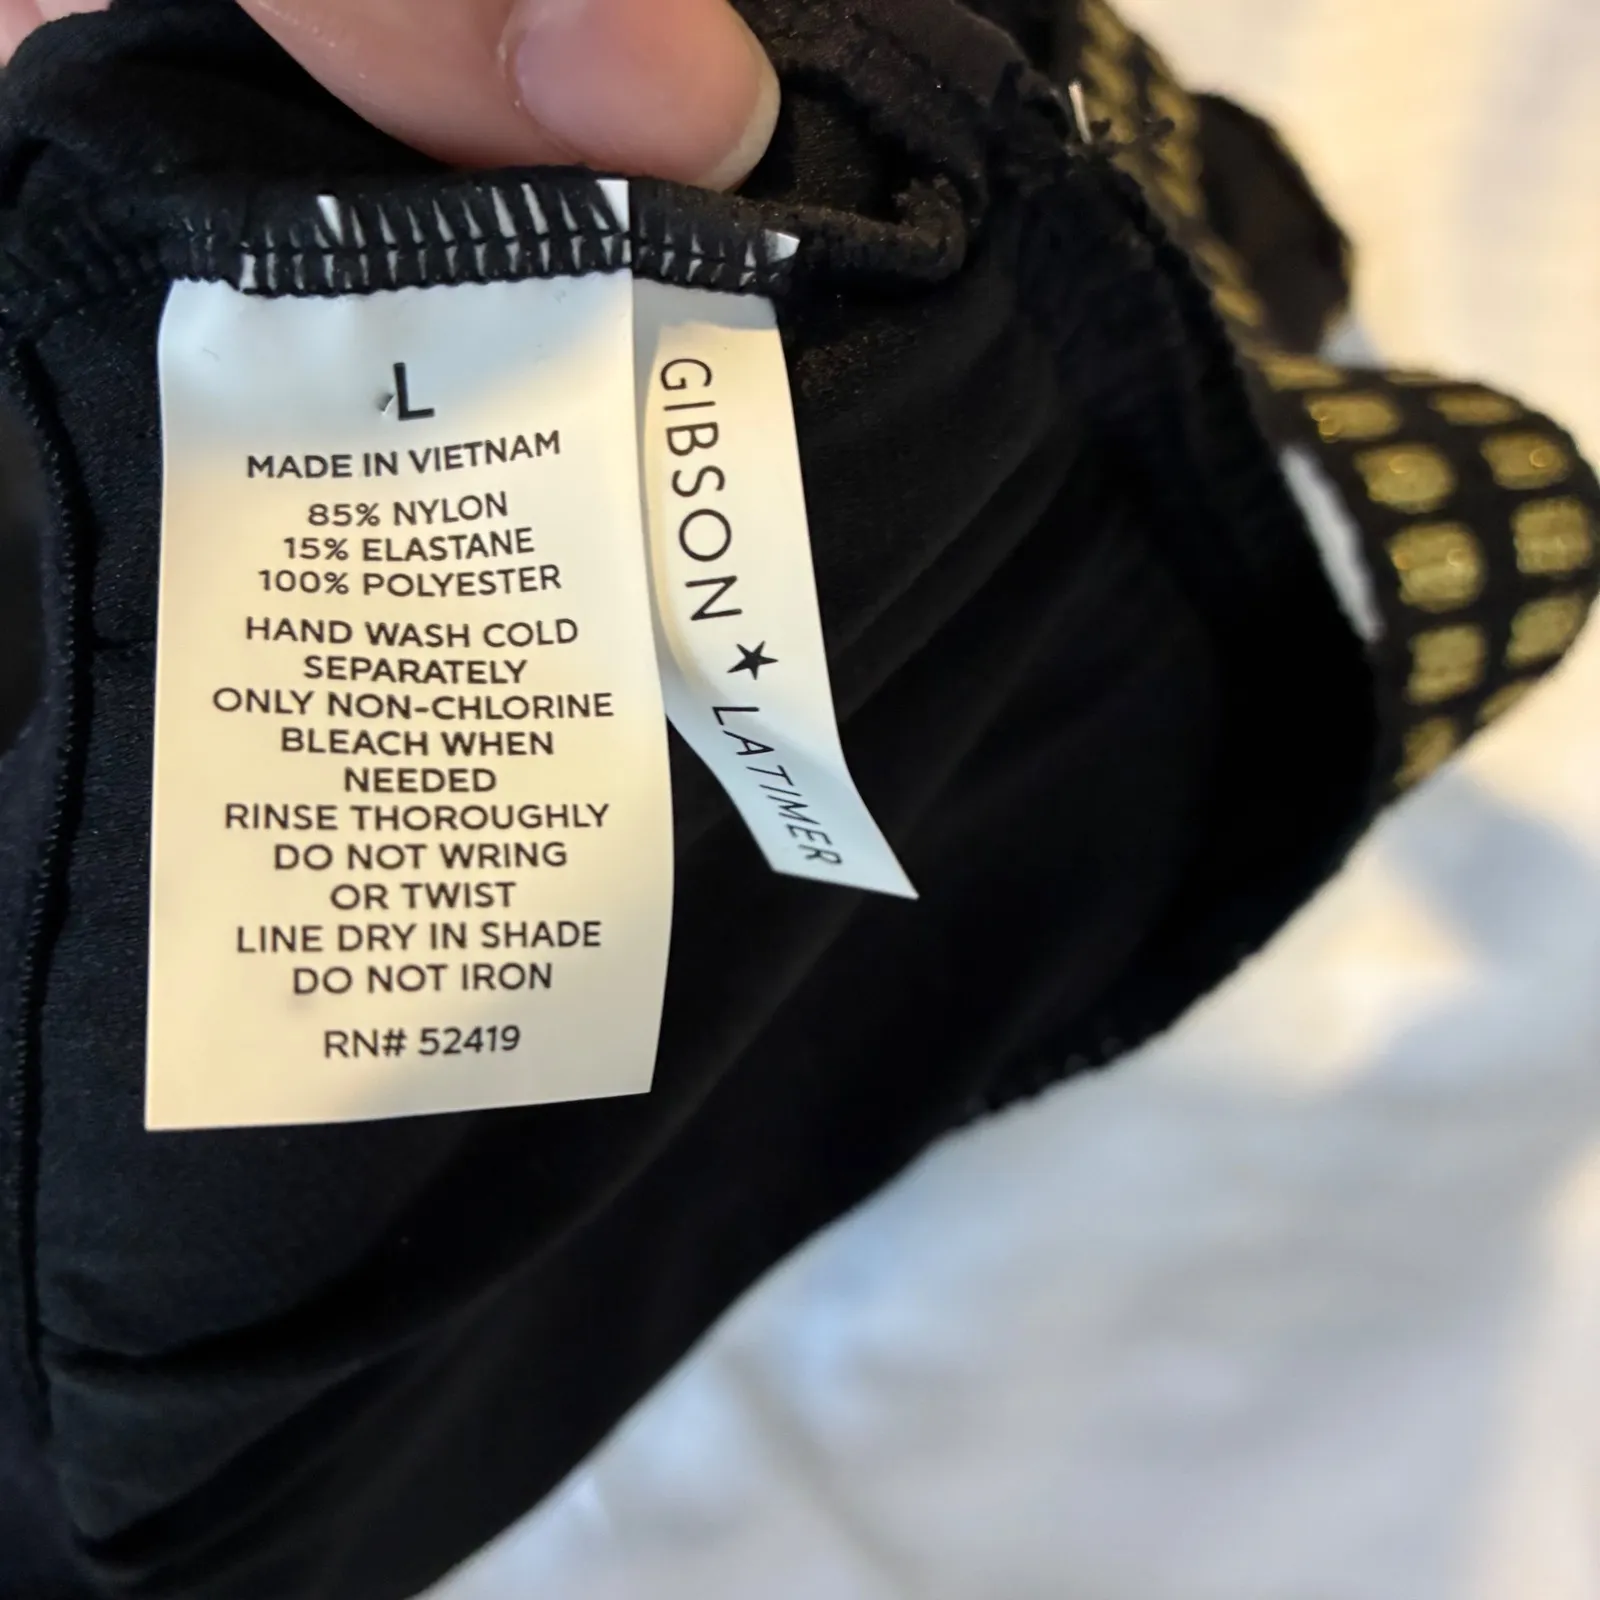 L
MADE IN VIETNAM
85% NYLON
15% ELASTANE
100% POLYESTER
HAND WASH COLD
SEPARATELY
ONLY NON-CHLORINE
BLEACH WHEN
NEEDED
RINSE THOROUGHLY
DO NOT WRING
OR TWIST
LINE DRY IN SHADE
DO NOT IRON
RN# 52419
GIBSON ★ LATIMER